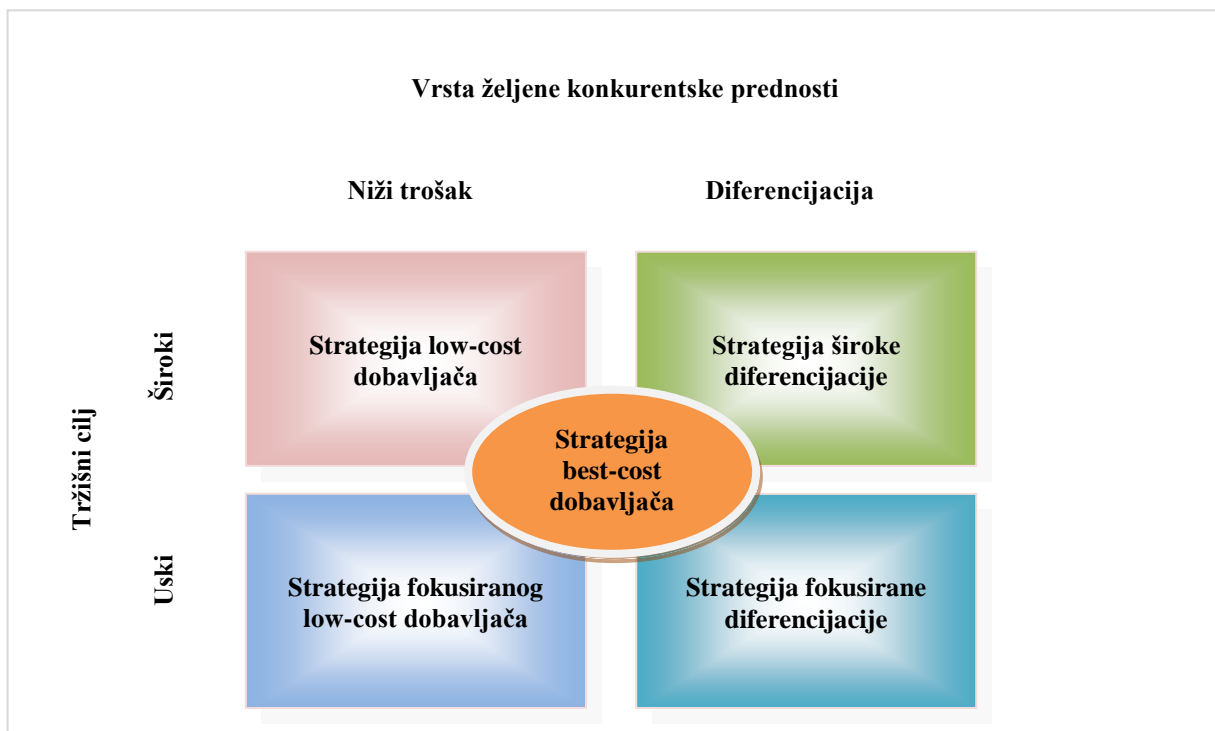 Vrsta željene konkurentske prednosti
Niži trošak
Diferencijacija
Tržišni cilj
Široki
Strategija low-cost
dobavljača
Strategija široke
diferencijacije
Strategija
best-cost
dobavljača
Uski
Strategija fokusiranog
low-cost dobavljača
Strategija fokusirane
diferencijacije